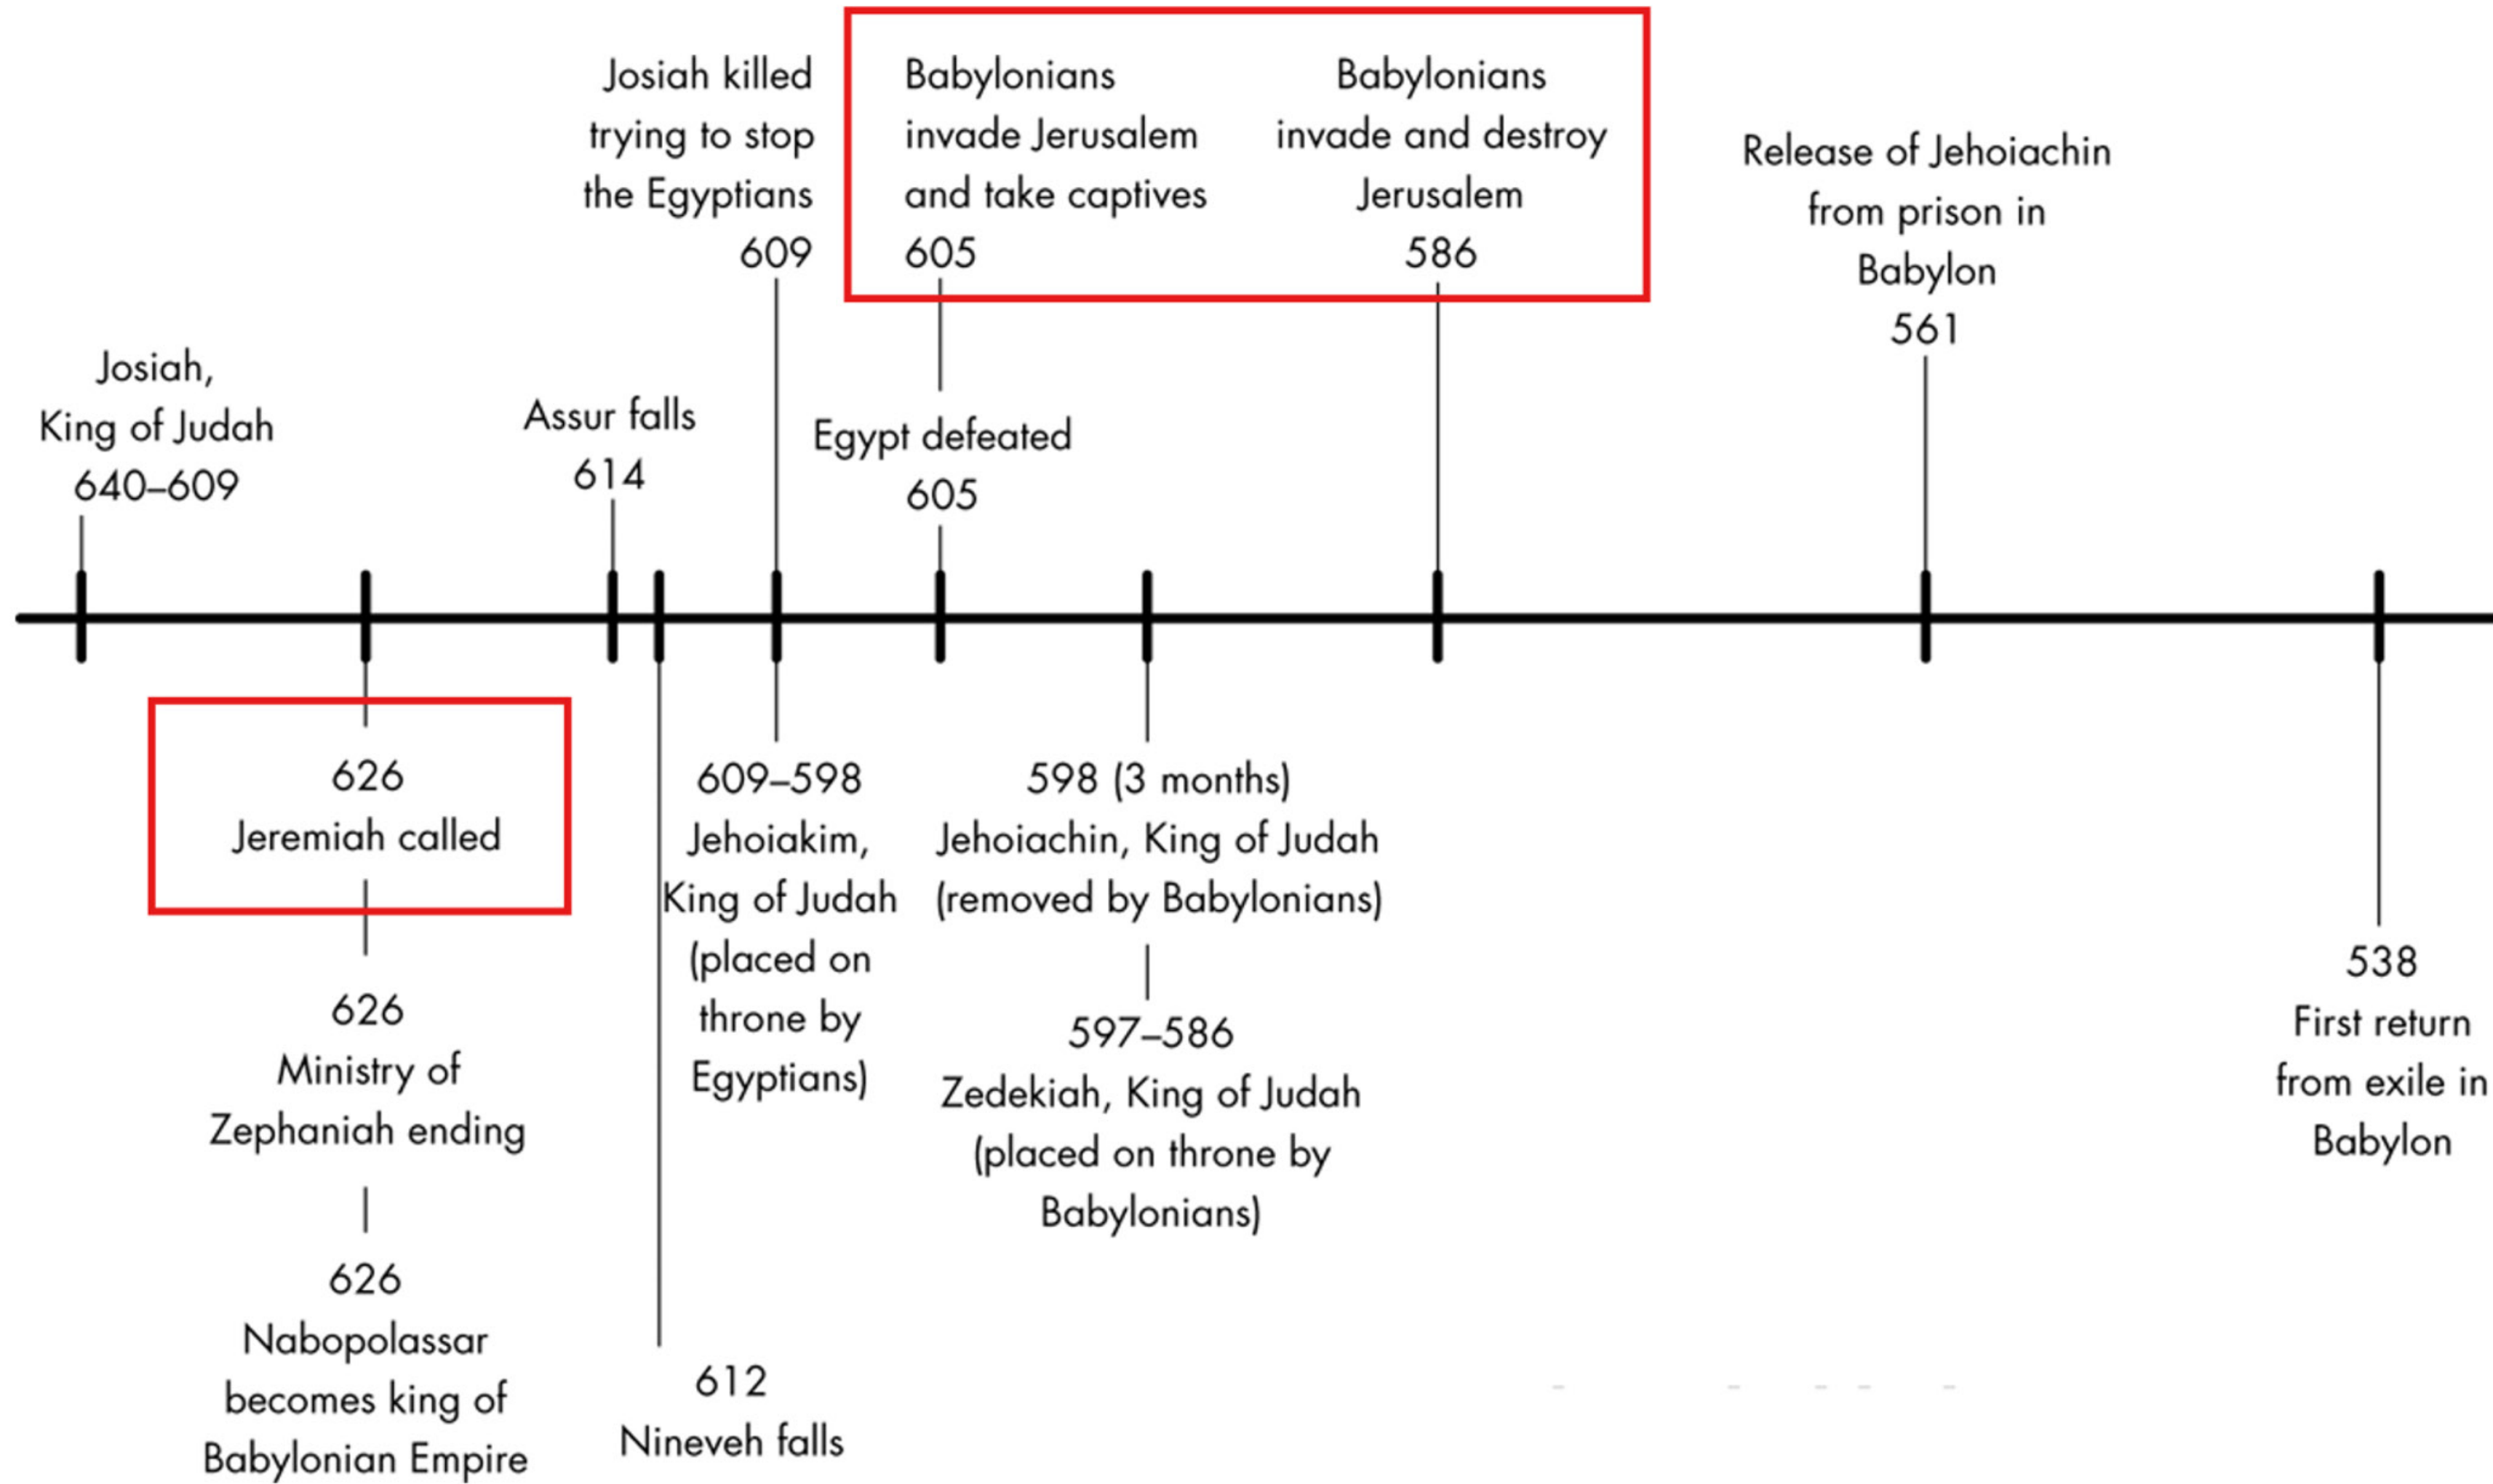 Josiah,
King of Judah
640–609
Assur falls
614
Josiah killed
trying to stop
the Egyptians
609
Babylonians
invade Jerusalem
and take captives
605
Egypt defeated
605
Babylonians
invade and destroy
Jerusalem
586
Release of Jehoiachin
from prison in
Babylon
561
626
Jeremiah called
626
Ministry of
Zephaniah ending
626
Nabopolassar
becomes king of
Babylonian Empire
612
Nineveh falls
609–598
Jehoiakim,
King of Judah
(placed on
throne by
Egyptians)
598 (3 months)
Jehoiachin, King of Judah
(removed by Babylonians)
597–586
Zedekiah, King of Judah
(placed on throne by
Babylonians)
538
First return
from exile in
Babylon